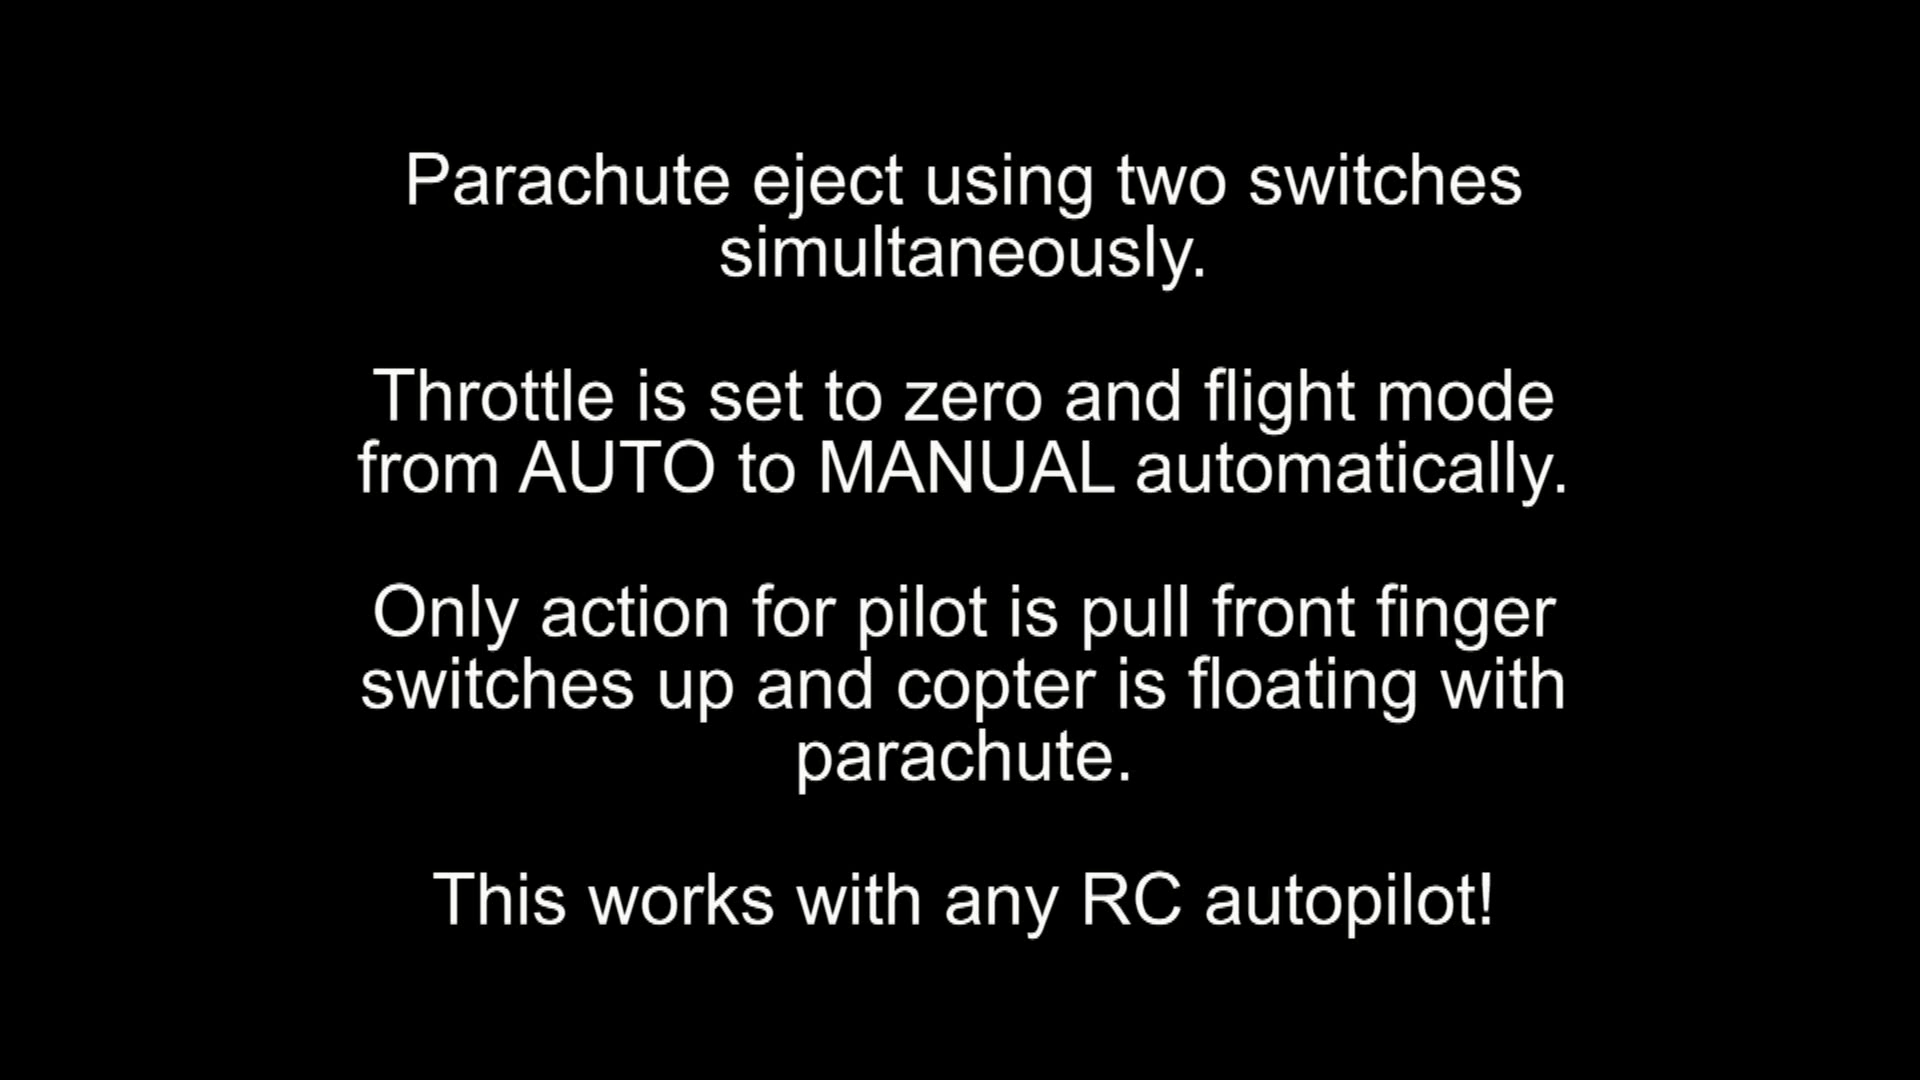 Parachute eject using two switches
simultaneously.
Throttle is set to zero and flight mode
from AUTO to MANUAL automatically.
Only action for pilot is pull front finger
switches up and copter is floating with
parachute.
This works with any RC autopilot!